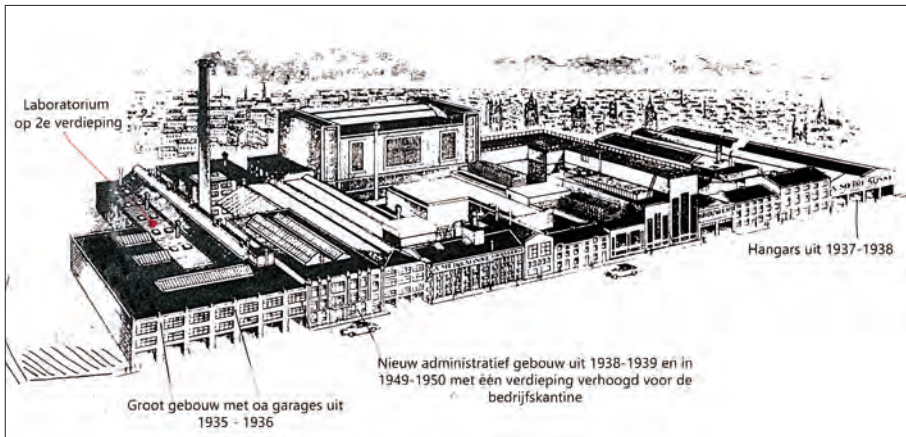 Laboratorium
op 2e verdieping
Hangars uit 1937-1938
Nieuw administratief gebouw uit 1938-1939 en in
1949-1950 met één verdieping verhoogd voor de
bedrijfskantine
Groot gebouw met oa garages uit
1935 - 1936